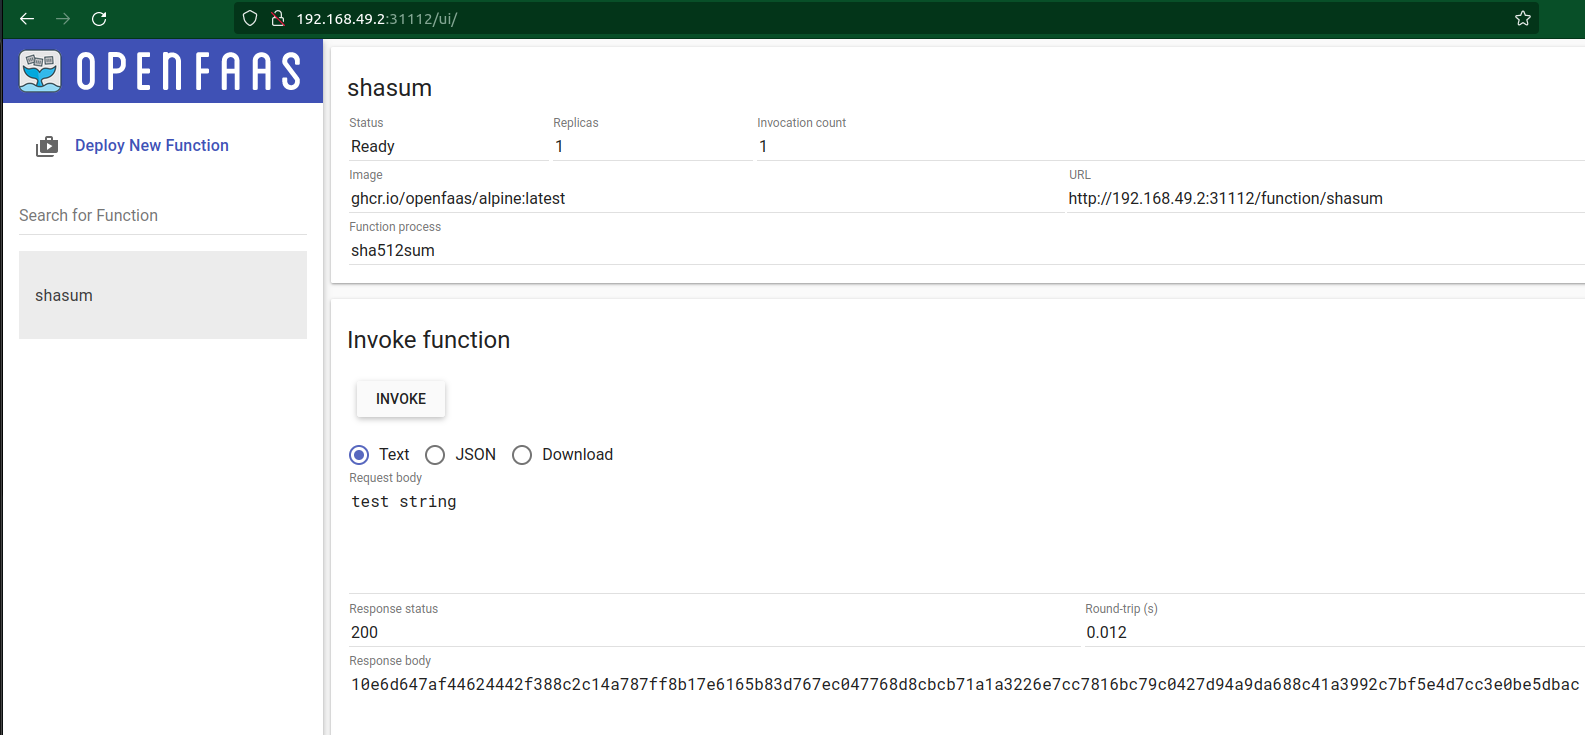 192.168.49.2:31112/ui/
OPENFAAS
Deploy New Function
Search for Function
shasum
shasum
Status Replicas Invocation count
Ready 1 1
Image URL
ghcr.io/openfaas/alpine:latest http://192.168.49.2:31112/function/shasum
Function process
sha512sum
Invoke function
INVOKE
Text JSON Download
Request body
test string
Response status Round-trip (s)
200 0.012
Response body
10e6d647af44624442f388c2c14a787ff8b17e6165b83d767ec047768d8cbcb71a1a3226e7cc7816bc79c0427d94a9da688c41a3992c7bf5e4d7cc3e0be5dbac